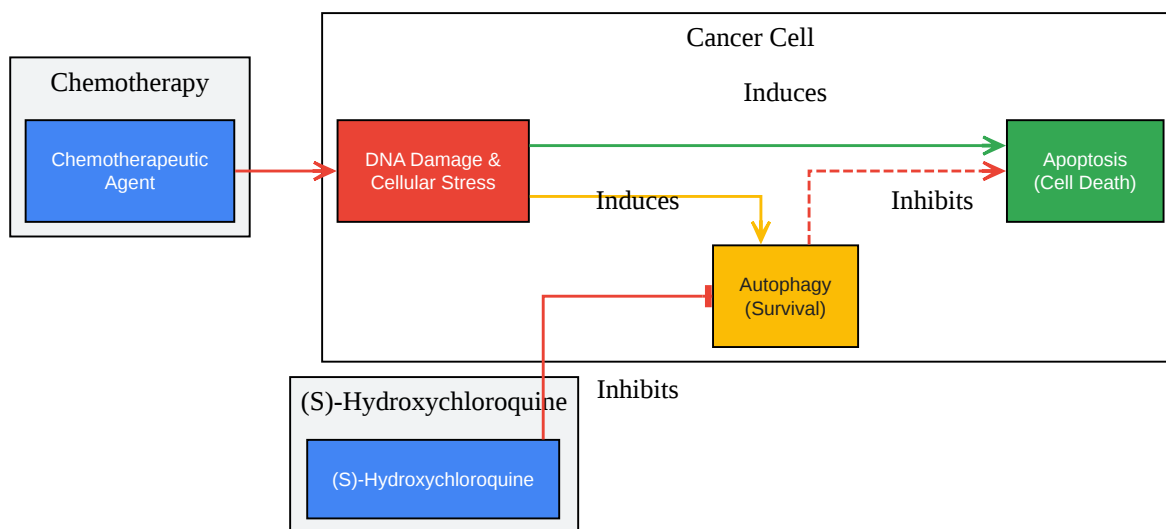 Cancer Cell
Chemotherapy
Induces
Chemotherapeutic
Agent
DNA Damage &
Cellular Stress
Apoptosis
(Cell Death)
Induces
Inhibits
Autophagy
(Survival)
Inhibits
(S)-Hydroxychloroquine
(S)-Hydroxychloroquine